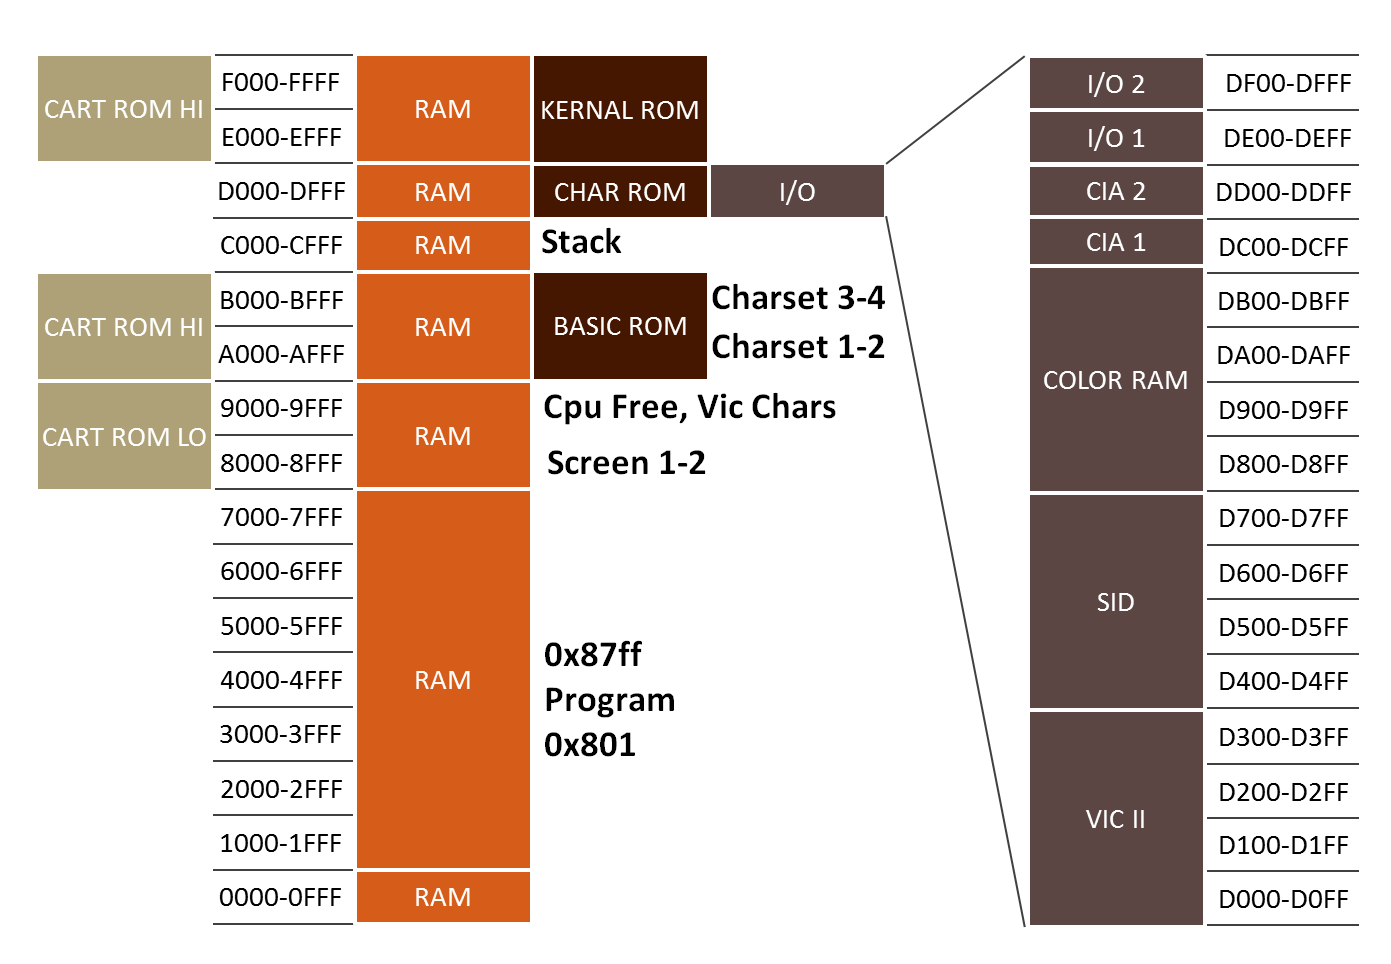 CART ROM HI
CART ROM HI
CART ROM LO
F000-FFFF
E000-EFFF
D000-DFFF
C000-CFFF
B000-BFFF
A000-AFFF
9000-9FFF
8000-8FFF
7000-7FFF
6000-6FFF
5000-5FFF
4000-4FFF
3000-3FFF
2000-2FFF
1000-1FFF
0000-0FFF
RAM
RAM
RAM
RAM
RAM
RAM
RAM
KERNAL ROM
CHAR ROM
I/O
Stack
BASIC ROM
Charset 3-4
Charset 1-2
Cpu Free, Vic Chars
Screen 1-2
0x87ff
Program
0x801
I/O 2
I/O 1
CIA 2
CIA 1
COLOR RAM
SID
VIC II
DF00-DFFF
DE00-DEFF
DD00-DDFF
DC00-DCFF
DB00-DBFF
DA00-DAFF
D900-D9FF
D800-D8FF
D700-D7FF
D600-D6FF
D500-D5FF
D400-D4FF
D300-D3FF
D200-D2FF
D100-D1FF
D000-D0FF